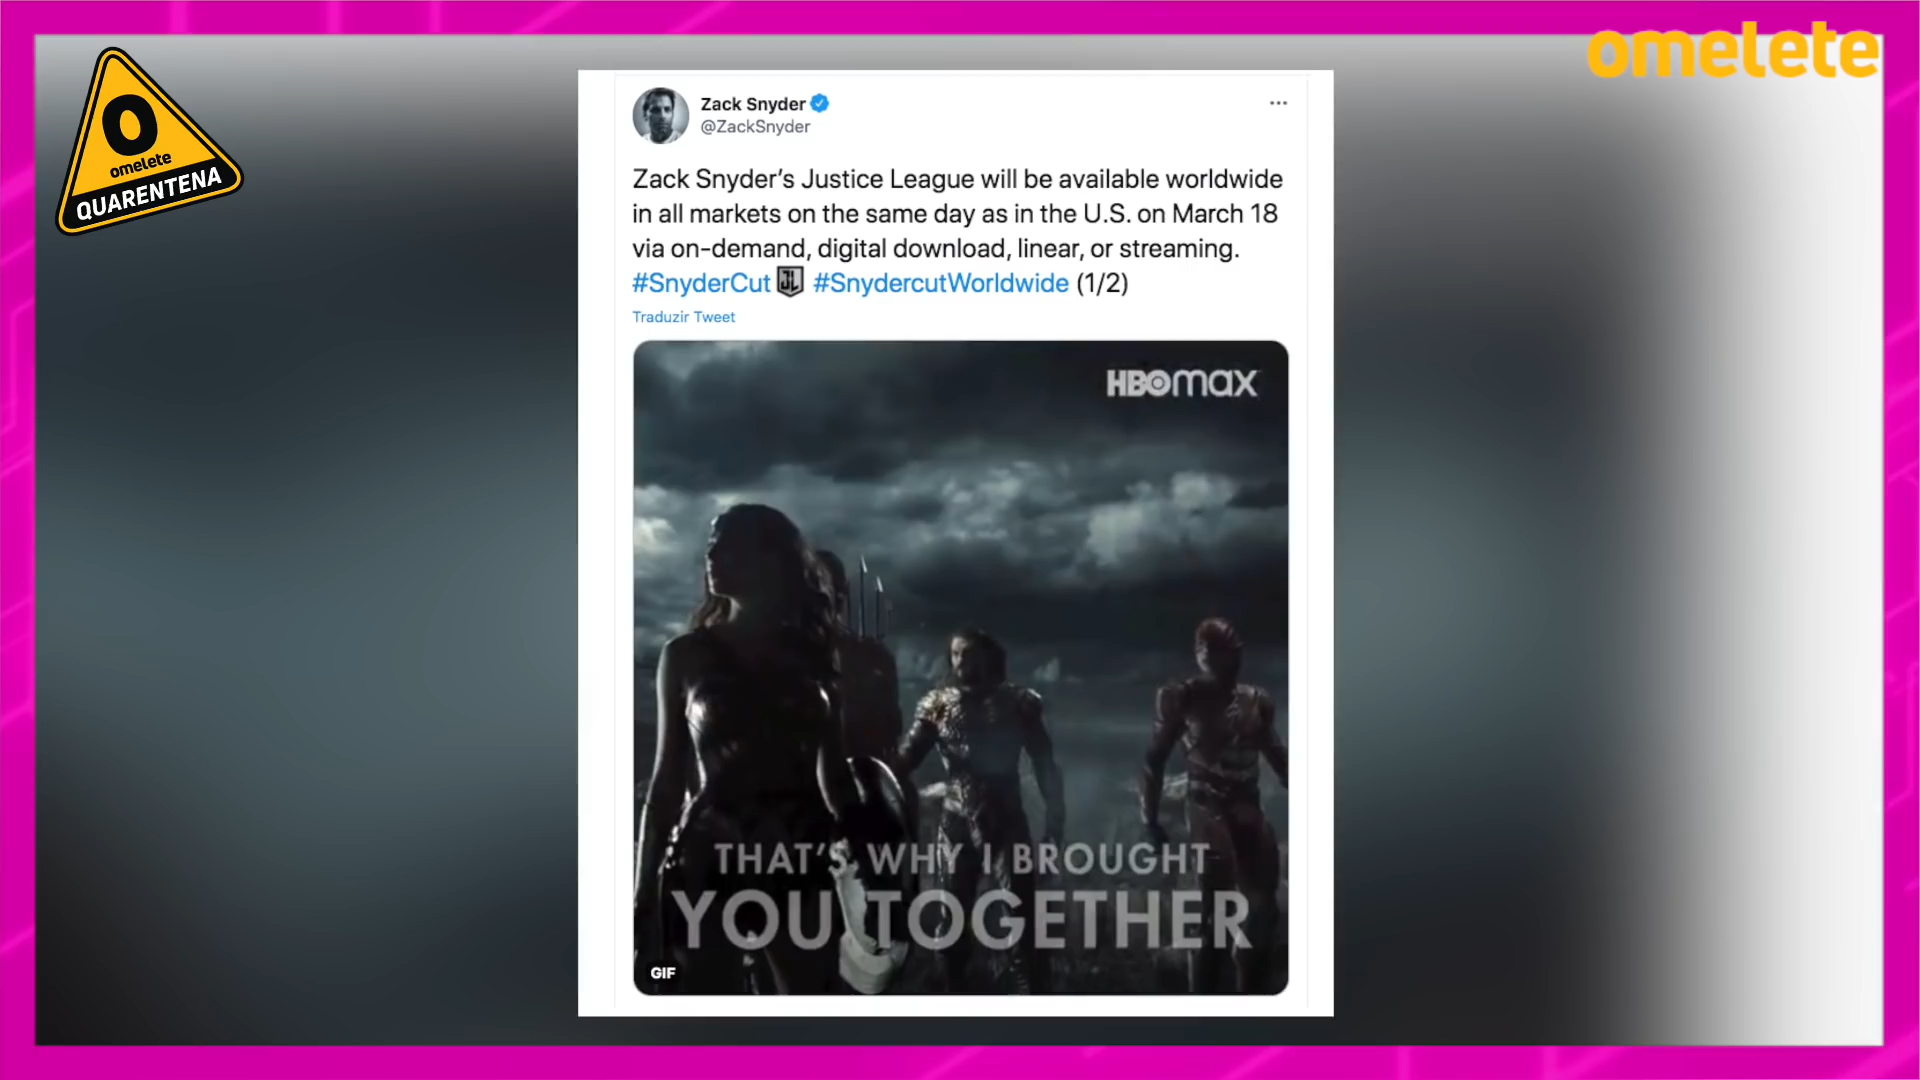 omelete
O
omelete
QUARENTENA
Zack Snyder
@ZackSnyder
Zack Snyder's Justice League will be available worldwide
in all markets on the same day as in the U.S. on March 18
via on-demand, digital download, linear, or streaming.
#SnyderCut JL #SnydercutWorldwide (1/2)
Traduzir Tweet
HBOmax
THAT'S WHY I BROUGHT
YOU TOGETHER
GIF